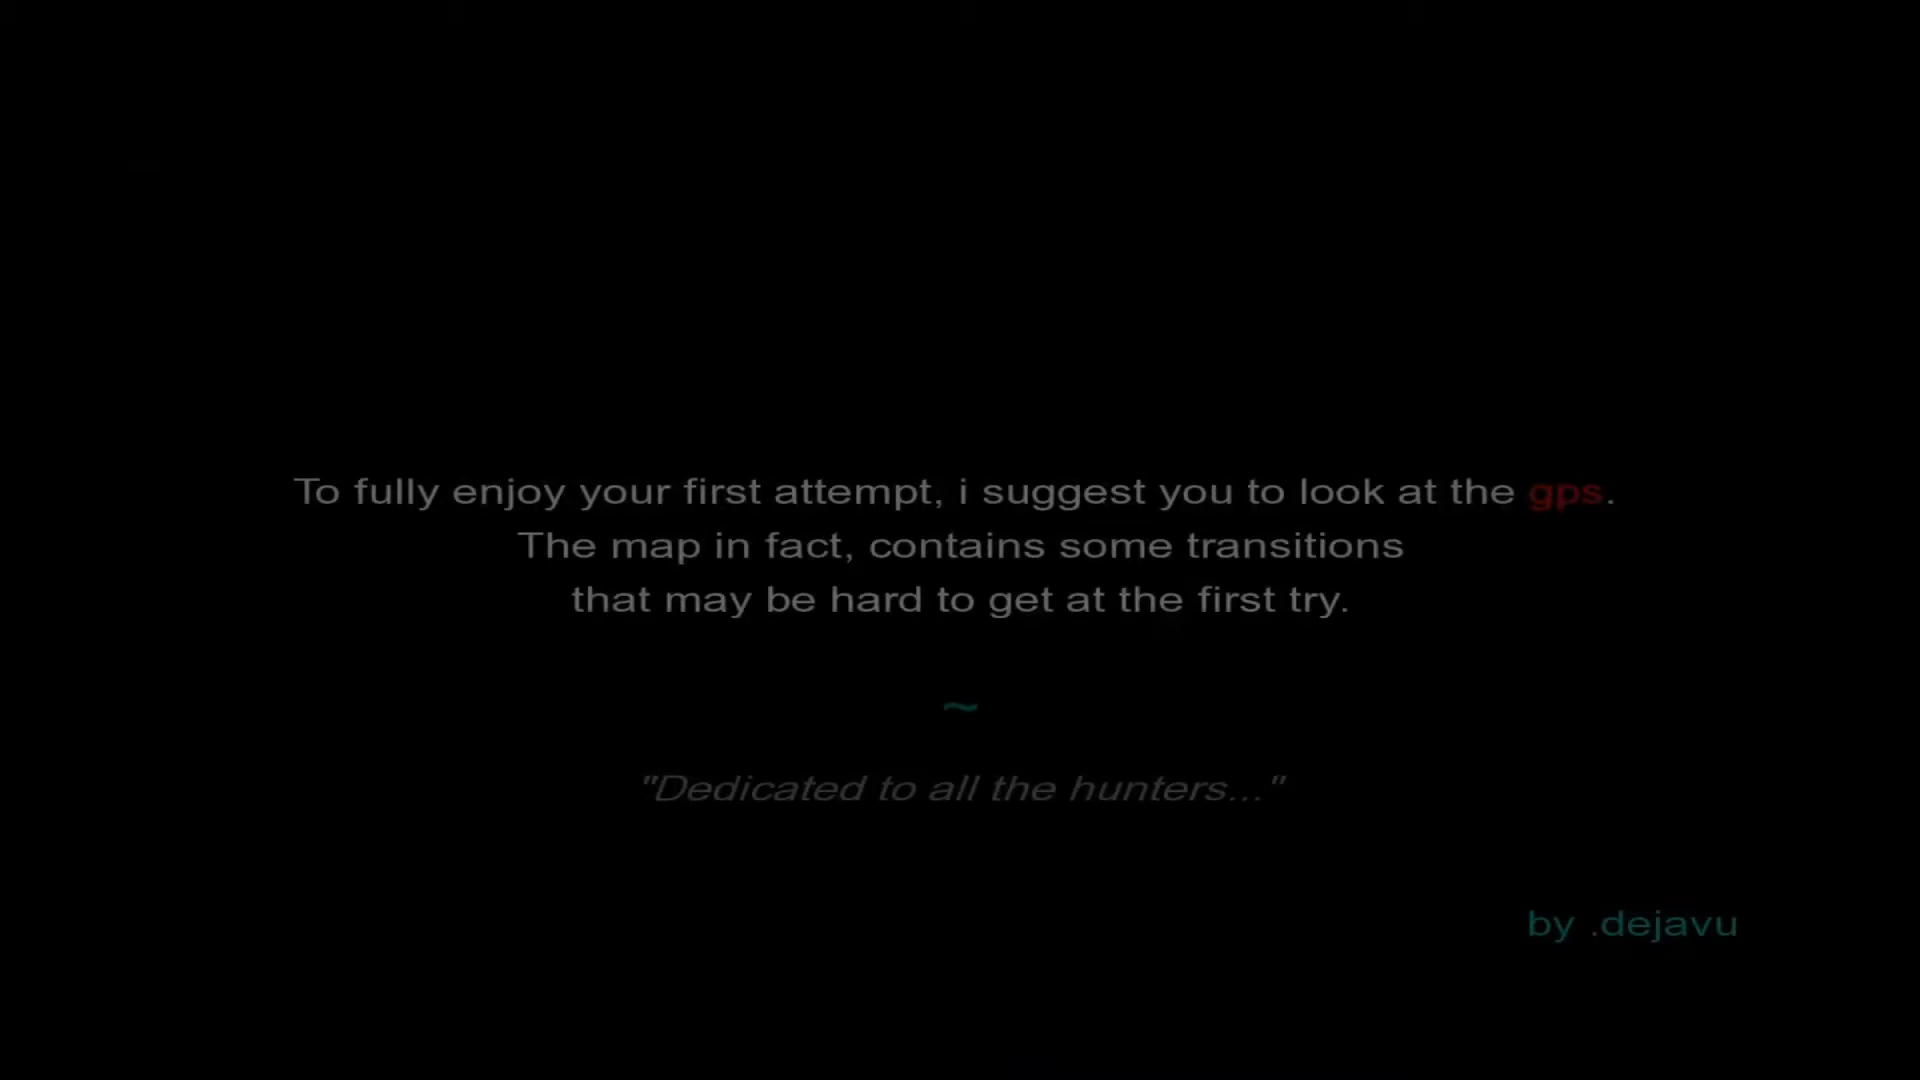 To fully enjoy your first attempt, i suggest you to look at the gps.
The map in fact, contains some transitions
that may be hard to get at the first try.
~
"Dedicated to all the hunters..."
by .dejavu